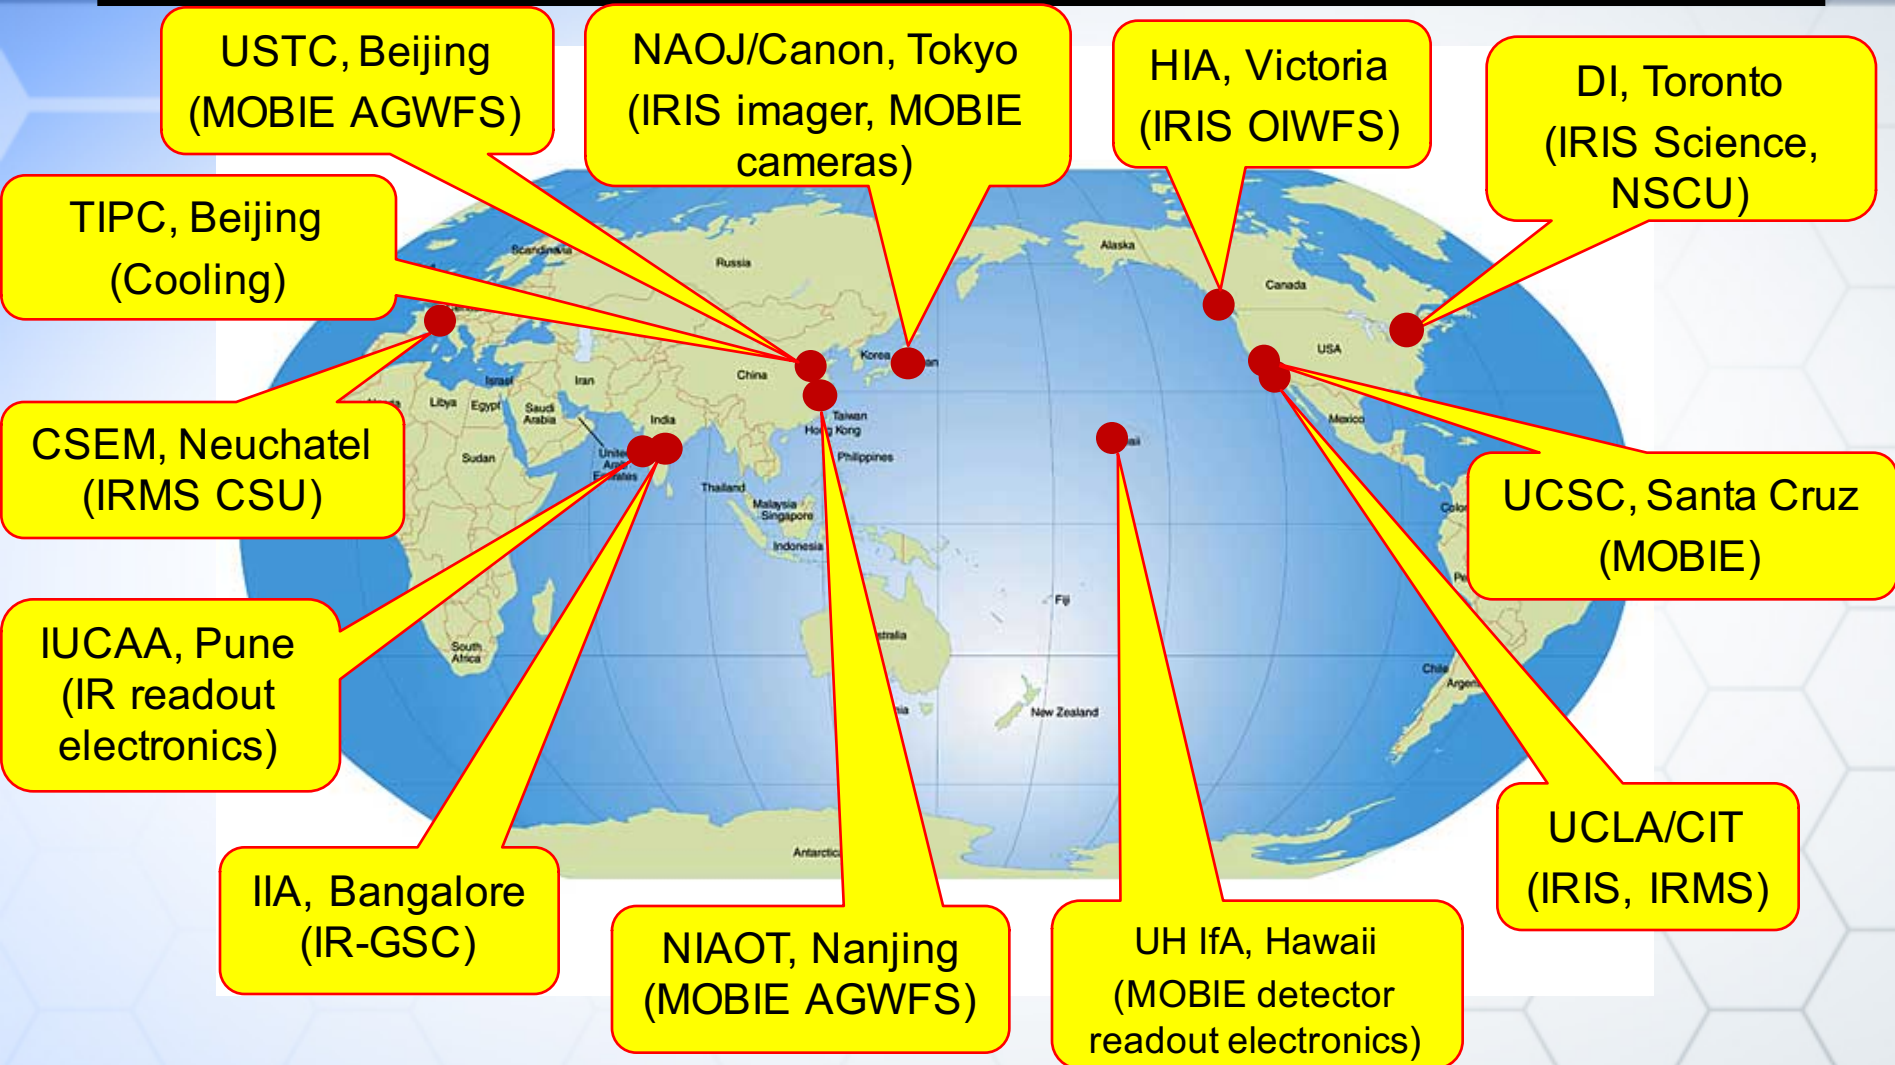 USTC, Beijing
(MOBIE AGWFS)
NAOJ/Canon, Tokyo
(IRIS imager, MOBIE
cameras)
HIA, Victoria
(IRIS OIWFS)
DI, Toronto
(IRIS Science,
NSCU)
TIPC, Beijing
(Cooling)
CSEM, Neuchatel
(IRMS CSU)
IUCAA, Pune
(IR readout
electronics)
IIA, Bangalore
(IR-GSC)
NIAOT, Nanjing
(MOBIE AGWFS)
UH IfA, Hawaii
(MOBIE detector
readout electronics)
UCLA/CIT
(IRIS, IRMS)
UCSC, Santa Cruz
(MOBIE)
Scandinavia
Russia
Alaska
Canada
USA
Mexico
Korea
China
Taiwan
Hong Kong
Philippines
Israel
Iran
Libya
Egypt
Saudi
Arabia
India
Sudan
United
Arab
Emirates
Thailand
Malaysia
Singapore
Indonesia
Fiji
New Zealand
South
Africa
Chile